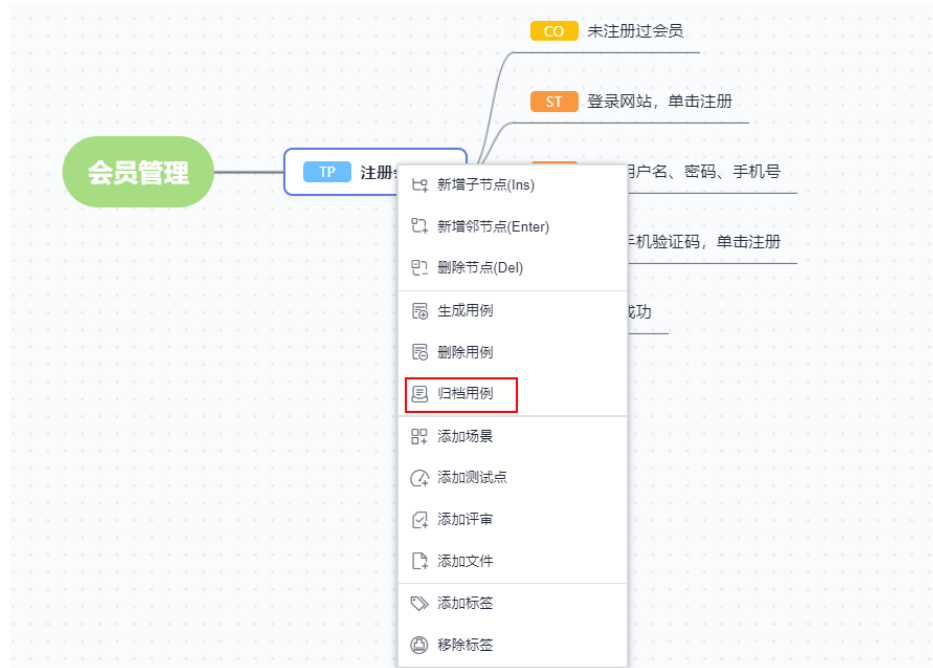 CO 未注册过会员
ST 登录网站，单击注册
会员管理
TP 注册
户名、密码、手机号
新增子节点(Ins)
新增邻节点(Enter)
手机验证码，单击注册
删除节点(Del)
生成用例
成功
删除用例
归档用例
添加场景
添加测试点
添加评审
添加文件
添加标签
移除标签